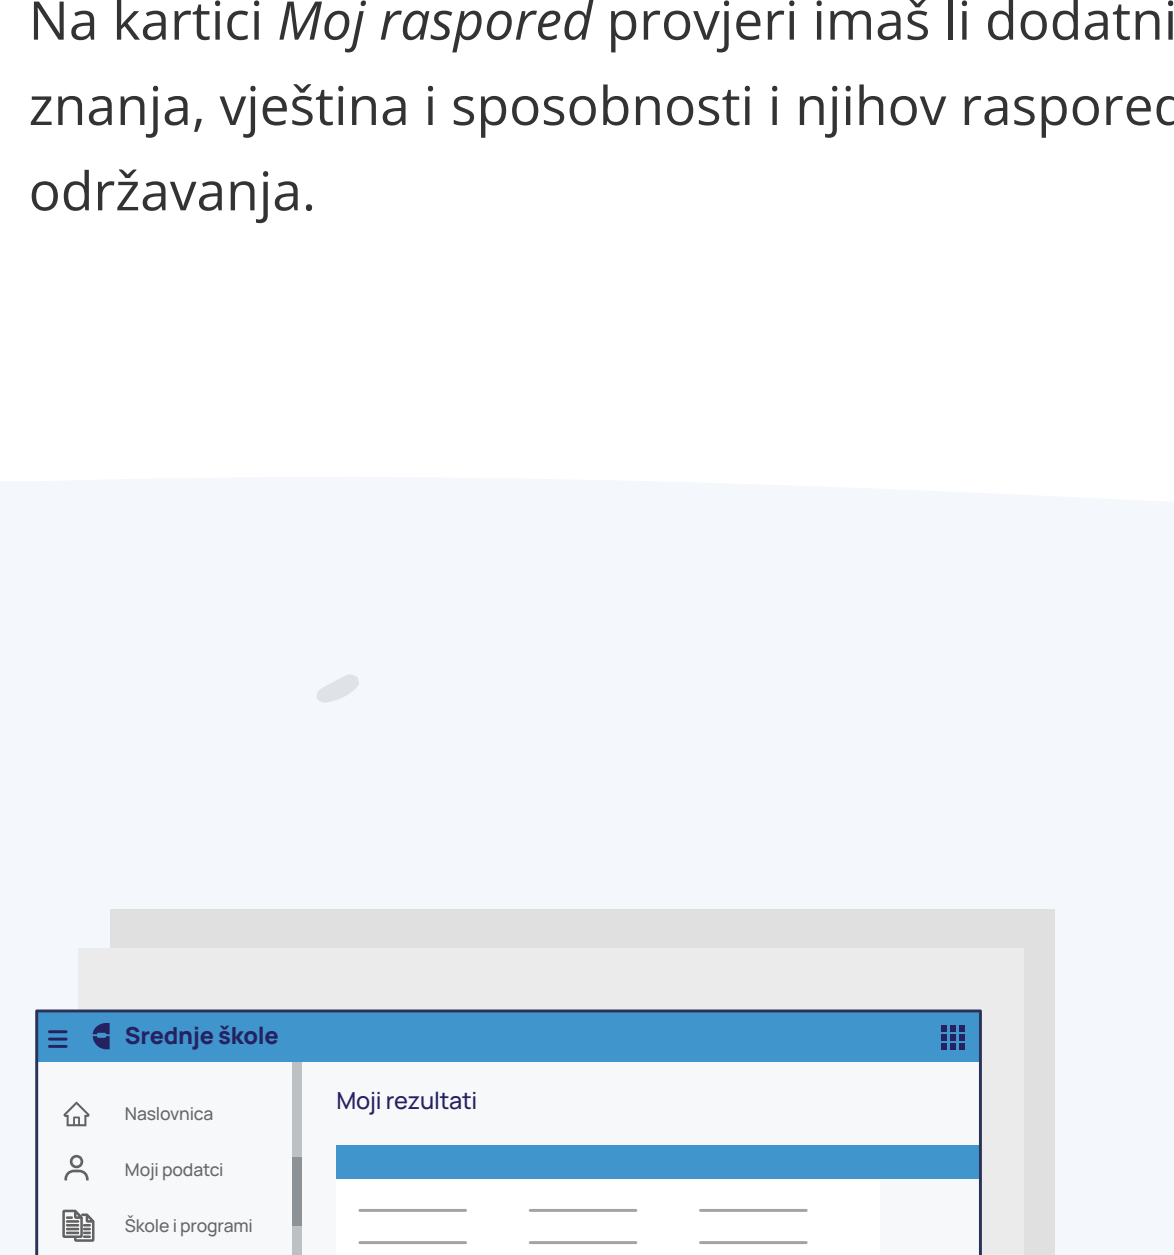 Na kartici Moj raspored provjeri imaš li dodatni
znanja, vještina i sposobnosti i njihov raspored
održavanja.
Srednje škole
Moji rezultati
Naslovnica
Moji podatci
Škole i programi